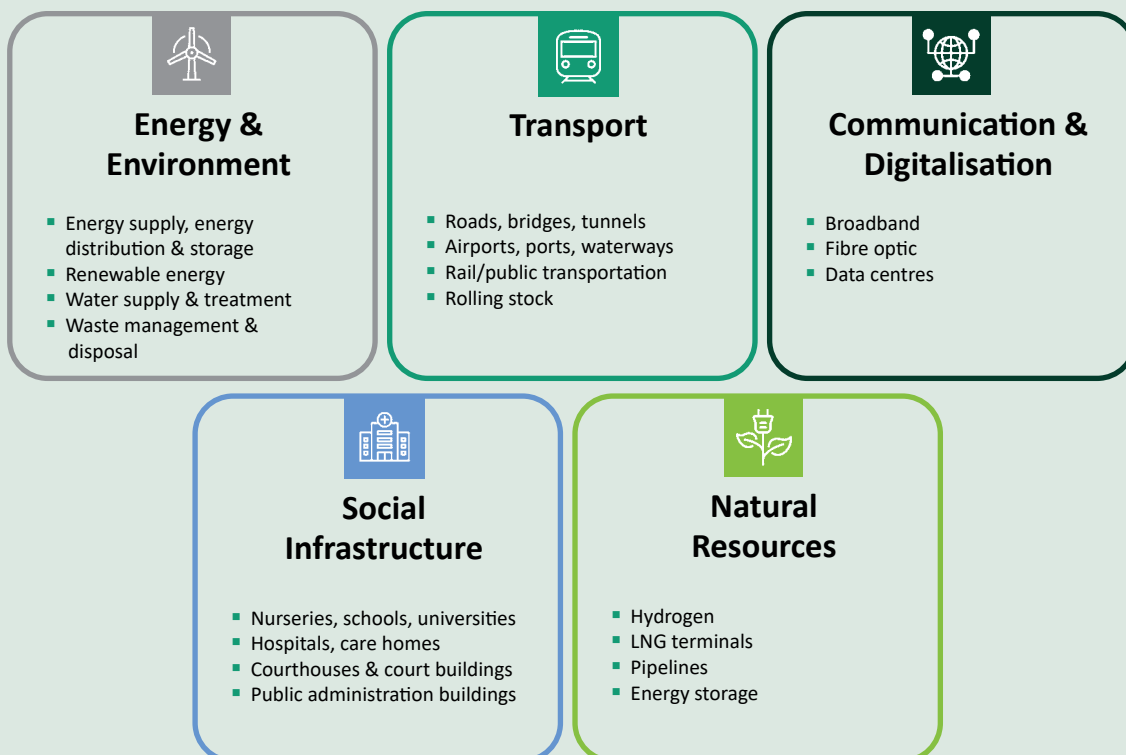 Energy &
Environment
Energy supply, energy
distribution & storage
Renewable energy
Water supply & treatment
Waste management &
disposal
Transport
Roads, bridges, tunnels
Airports, ports, waterways
Rail/public transportation
Rolling stock
Communication &
Digitalisation
Broadband
Fibre optic
Data centres
Social
Infrastructure
Nurseries, schools, universities
Hospitals, care homes
Courthouses & court buildings
Public administration buildings
Natural
Resources
Hydrogen
LNG terminals
Pipelines
Energy storage